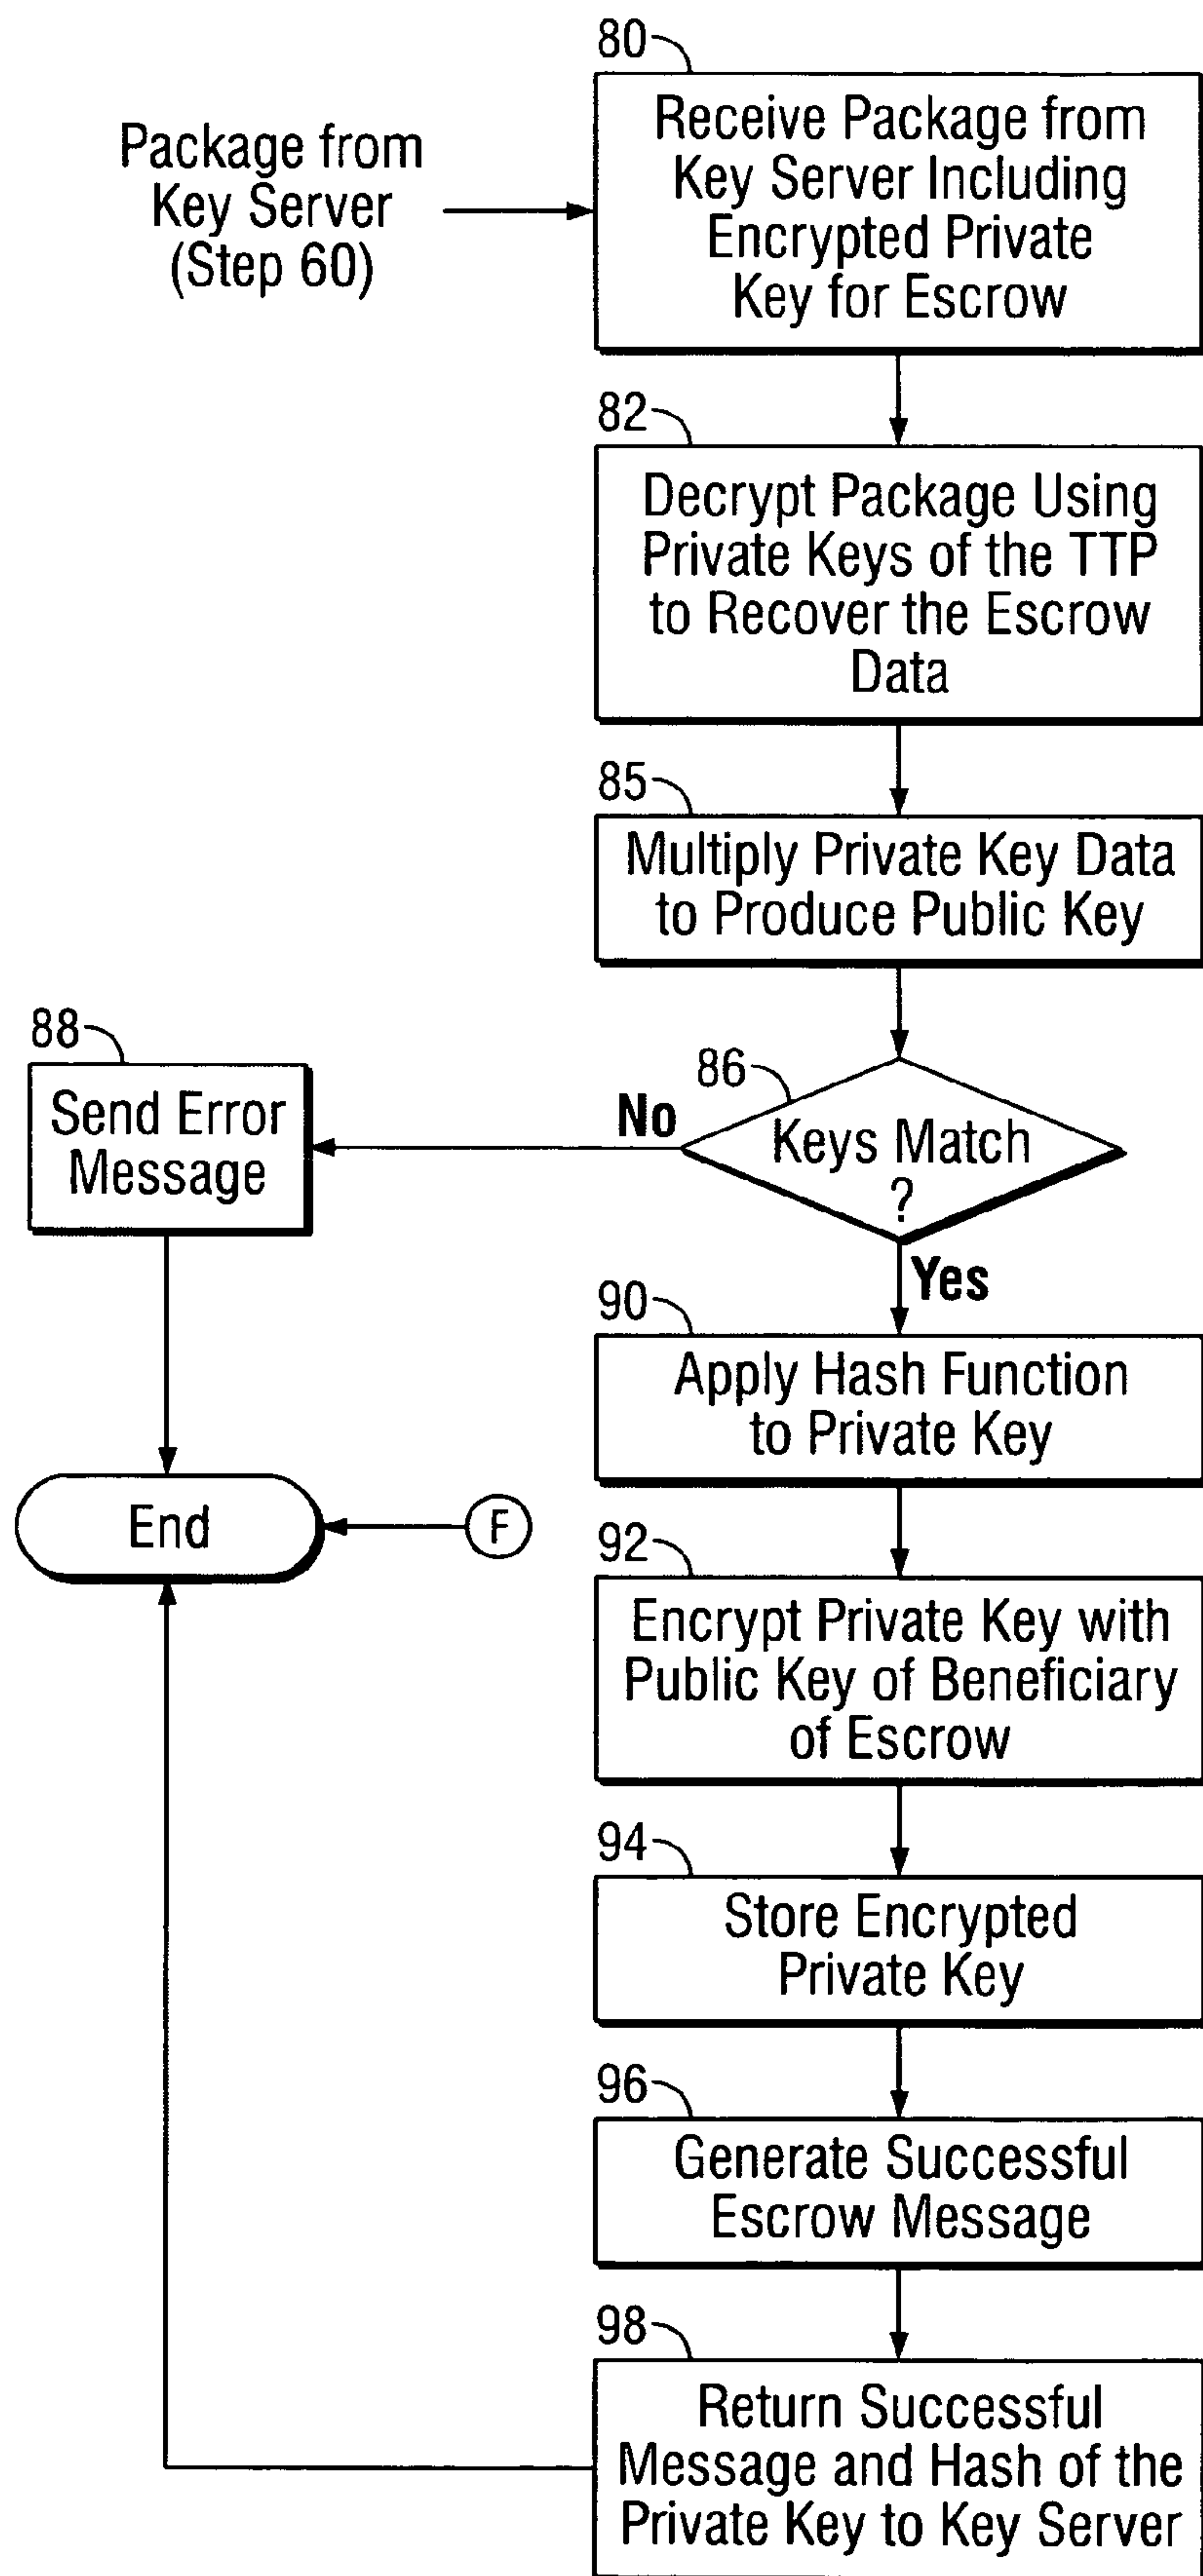 80
Package from
Key Server
(Step 60)
Receive Package from
Key Server Including
Encrypted Private
Key for Escrow
82
Decrypt Package Using
Private Keys of the TTP
to Recover the Escrow
Data
85
Multiply Private Key Data
to Produce Public Key
88
Send Error
Message
86
No
Keys Match
?
Yes
90
Apply Hash Function
to Private Key
End
F
92
Encrypt Private Key with
Public Key of Beneficiary
of Escrow
94
Store Encrypted
Private Key
96
Generate Successful
Escrow Message
98
Return Successful
Message and Hash of the
Private Key to Key Server